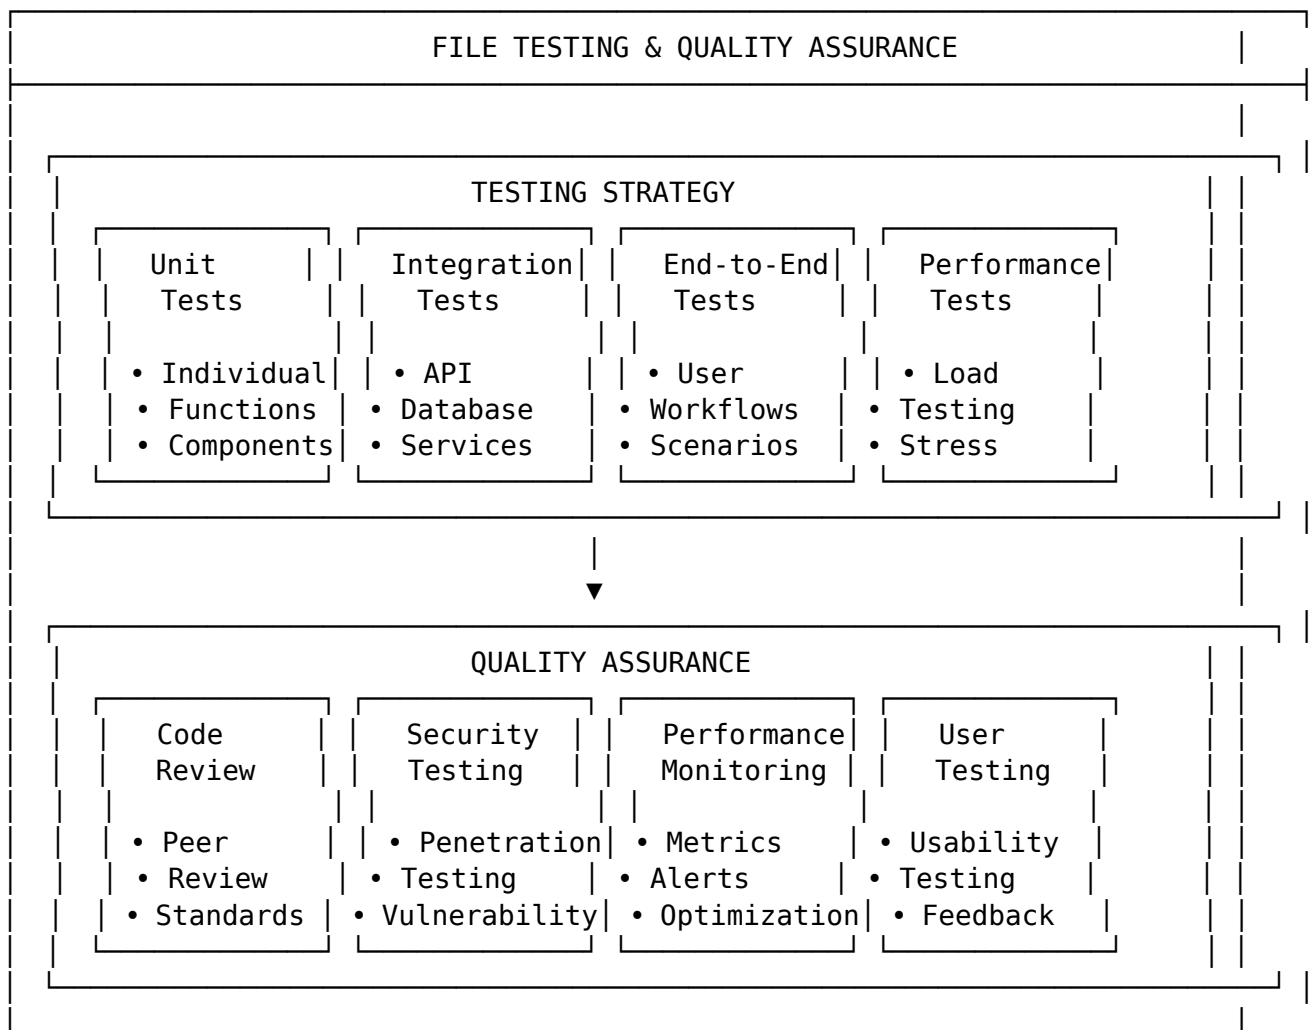 FILE TESTING & QUALITY ASSURANCE
TESTING STRATEGY
Unit Integration End-to-End Performance
Tests Tests Tests Tests
• Individual • API • User • Load
• Functions • Database • Workflows • Testing
• Components • Services • Scenarios • Stress
▼
QUALITY ASSURANCE
Code Security Performance User
Review Testing Monitoring Testing
• Peer • Penetration • Metrics • Usability
• Review • Testing • Alerts • Testing
• Standards • Vulnerability • Optimization • Feedback